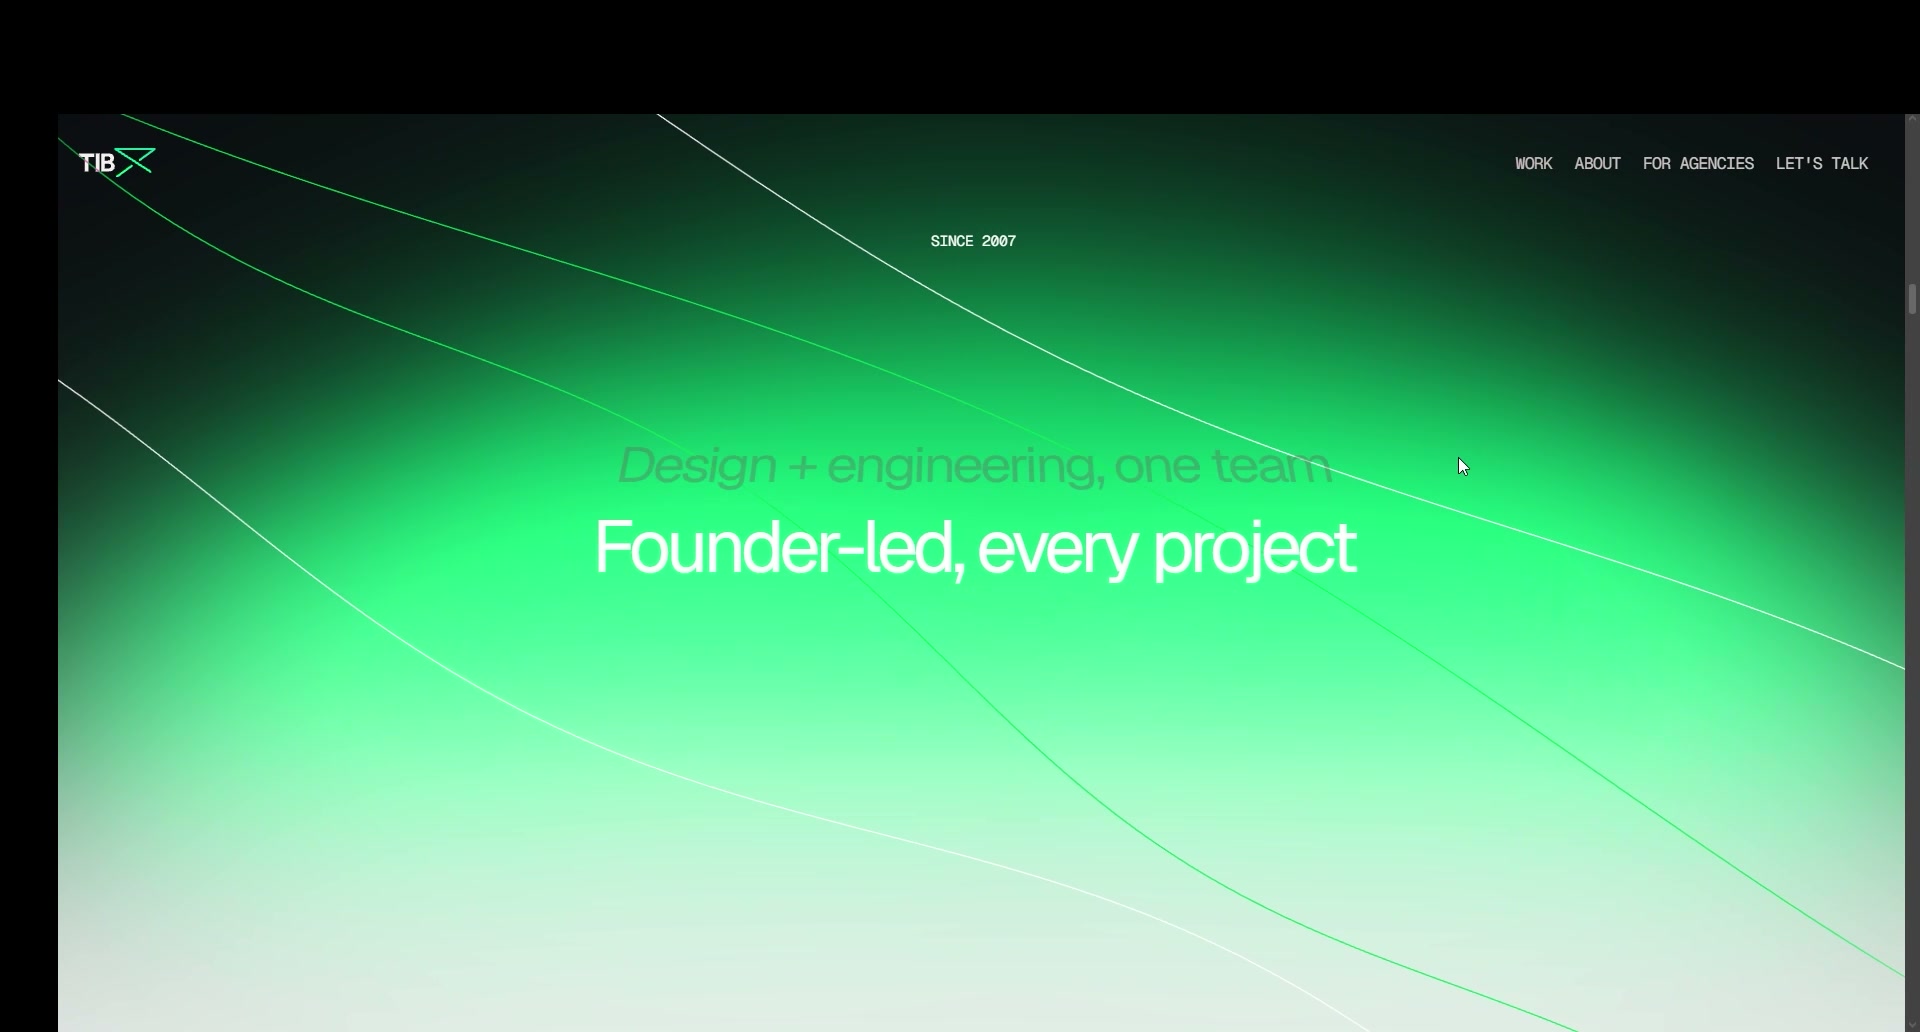 TIB
WORK ABOUT FOR AGENCIES LET'S TALK
SINCE 2007
Design + engineering, one team
Founder-led, every project